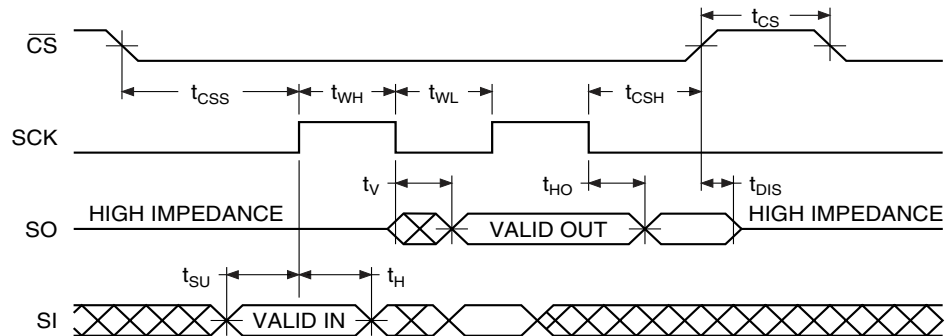 t_CS
C̅S̅
t_CSS
t_WH
t_WL
t_CSH
SCK
t_V
t_HO
t_DIS
HIGH IMPEDANCE
HIGH IMPEDANCE
SO
VALID OUT
t_SU
t_H
SI
VALID IN